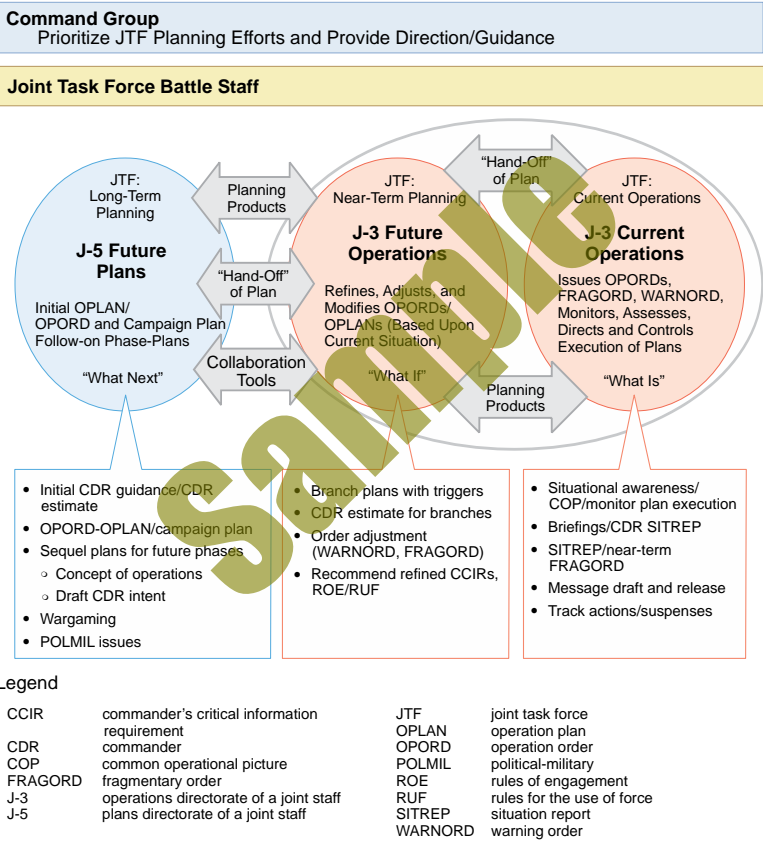 Command Group
Prioritize JTF Planning Efforts and Provide Direction/Guidance
Joint Task Force Battle Staff
JTF:
Long-Term
Planning
J-5 Future
Plans
Initial OPLAN/
OPORD and Campaign Plan
Follow-on Phase-Plans
“What Next”
Planning
Products
“Hand-Off”
of Plan
Collaboration
Tools
JTF:
Near-Term Planning
J-3 Future
Operations
Refines, Adjusts, and
Modifies OPORDs/
OPLANs (Based Upon
Current Situation)
“What If”
“Hand-Off”
of Plan
Planning
Products
JTF:
Current Operations
J-3 Current
Operations
Issues OPORDs,
FRAGORD, WARNORD,
Monitors, Assesses,
Directs and Controls
Execution of Plans
“What Is”
Sample
• Initial CDR guidance/CDR
estimate
• OPORD-OPLAN/campaign plan
• Sequel plans for future phases
○ Concept of operations
○ Draft CDR intent
• Wargaming
• POLMIL issues
• Branch plans with triggers
• CDR estimate for branches
• Order adjustment
(WARNORD, FRAGORD)
• Recommend refined CCIRs,
ROE/RUF
• Situational awareness/
COP/monitor plan execution
• Briefings/CDR SITREP
• SITREP/near-term
FRAGORD
• Message draft and release
• Track actions/suspenses
Legend
CCIR commander’s critical information
requirement
CDR commander
COP common operational picture
FRAGORD fragmentary order
J-3 operations directorate of a joint staff
J-5 plans directorate of a joint staff
JTF joint task force
OPLAN operation plan
OPORD operation order
POLMIL political-military
ROE rules of engagement
RUF rules for the use of force
SITREP situation report
WARNORD warning order